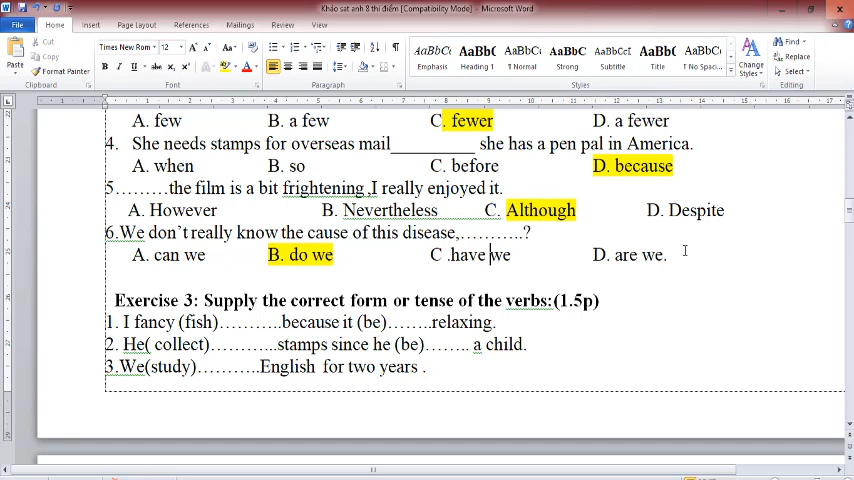 Khảo sat anh 8 thi điểm [Compatibility Mode] - Microsoft Word
File Home Insert Page Layout References Mailings Review View
Paste Cut Copy Format Painter Clipboard
Times New Rom 12 Font
Paragraph
AaBbCcI Emphasis AaBbC Heading 1 AaBbCcI ¶ Normal AaBbCc Strong AaBbCc Subtitle AaBbC Title AaBbCcI ¶ No Spaci...
Change Styles Styles
Find Replace Select Editing
A. few B. a few C. fewer D. a fewer
4. She needs stamps for overseas mail__________ she has a pen pal in America.
A. when B. so C. before D. because
5.………the film is a bit frightening ,I really enjoyed it.
A. However B. Nevertheless C. Although D. Despite
6.We don’t really know the cause of this disease,………..?
A. can we B. do we C .have we D. are we.
Exercise 3: Supply the correct form or tense of the verbs:(1.5p)
1. I fancy (fish)………..because it (be)……..relaxing.
2. He( collect)………...stamps since he (be)…….. a child.
3.We(study)……….English for two years .